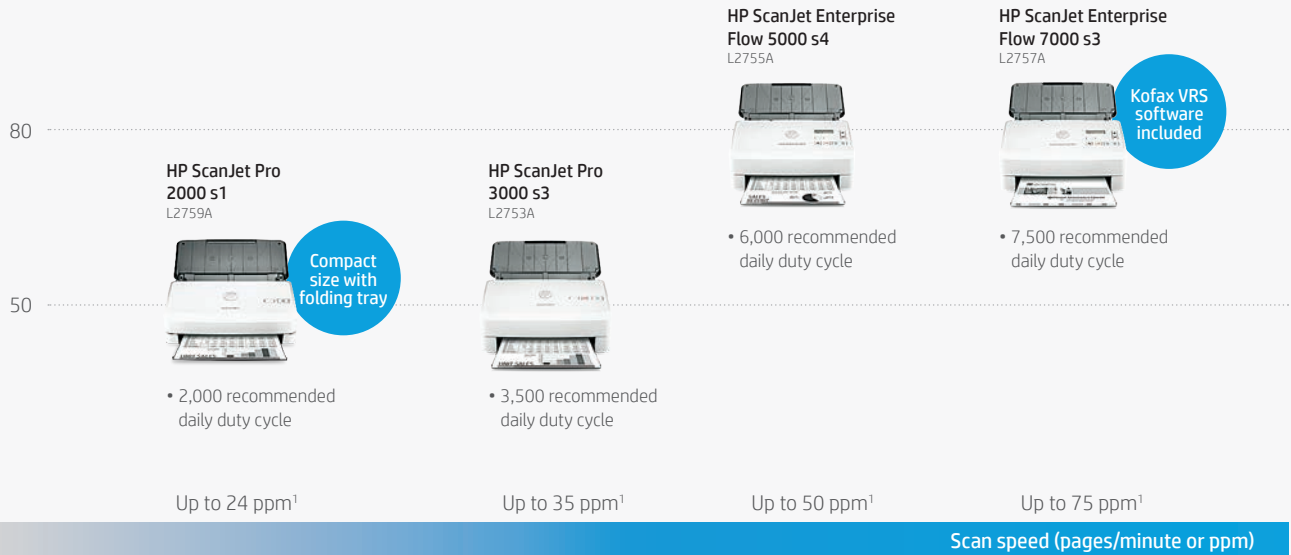 HP ScanJet Enterprise
Flow 5000 s4
L2755A
HP ScanJet Enterprise
Flow 7000 s3
L2757A
Kofax VRS
software
included
80
HP ScanJet Pro
2000 s1
L2759A
HP ScanJet Pro
3000 s3
L2753A
Compact
size with
folding tray
• 6,000 recommended
daily duty cycle
• 7,500 recommended
daily duty cycle
50
• 2,000 recommended
daily duty cycle
• 3,500 recommended
daily duty cycle
Up to 24 ppm¹
Up to 35 ppm¹
Up to 50 ppm¹
Up to 75 ppm¹
Scan speed (pages/minute or ppm)